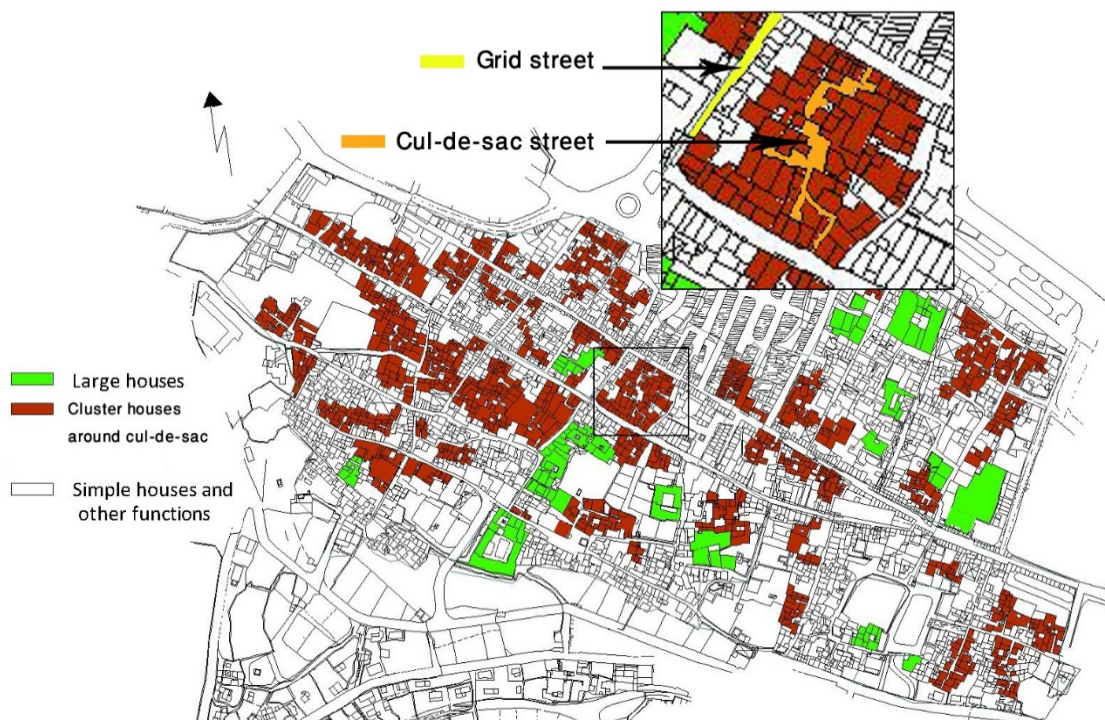 Grid street
Cul-de-sac street
Large houses
Cluster houses
around cul-de-sac
Simple houses and
other functions